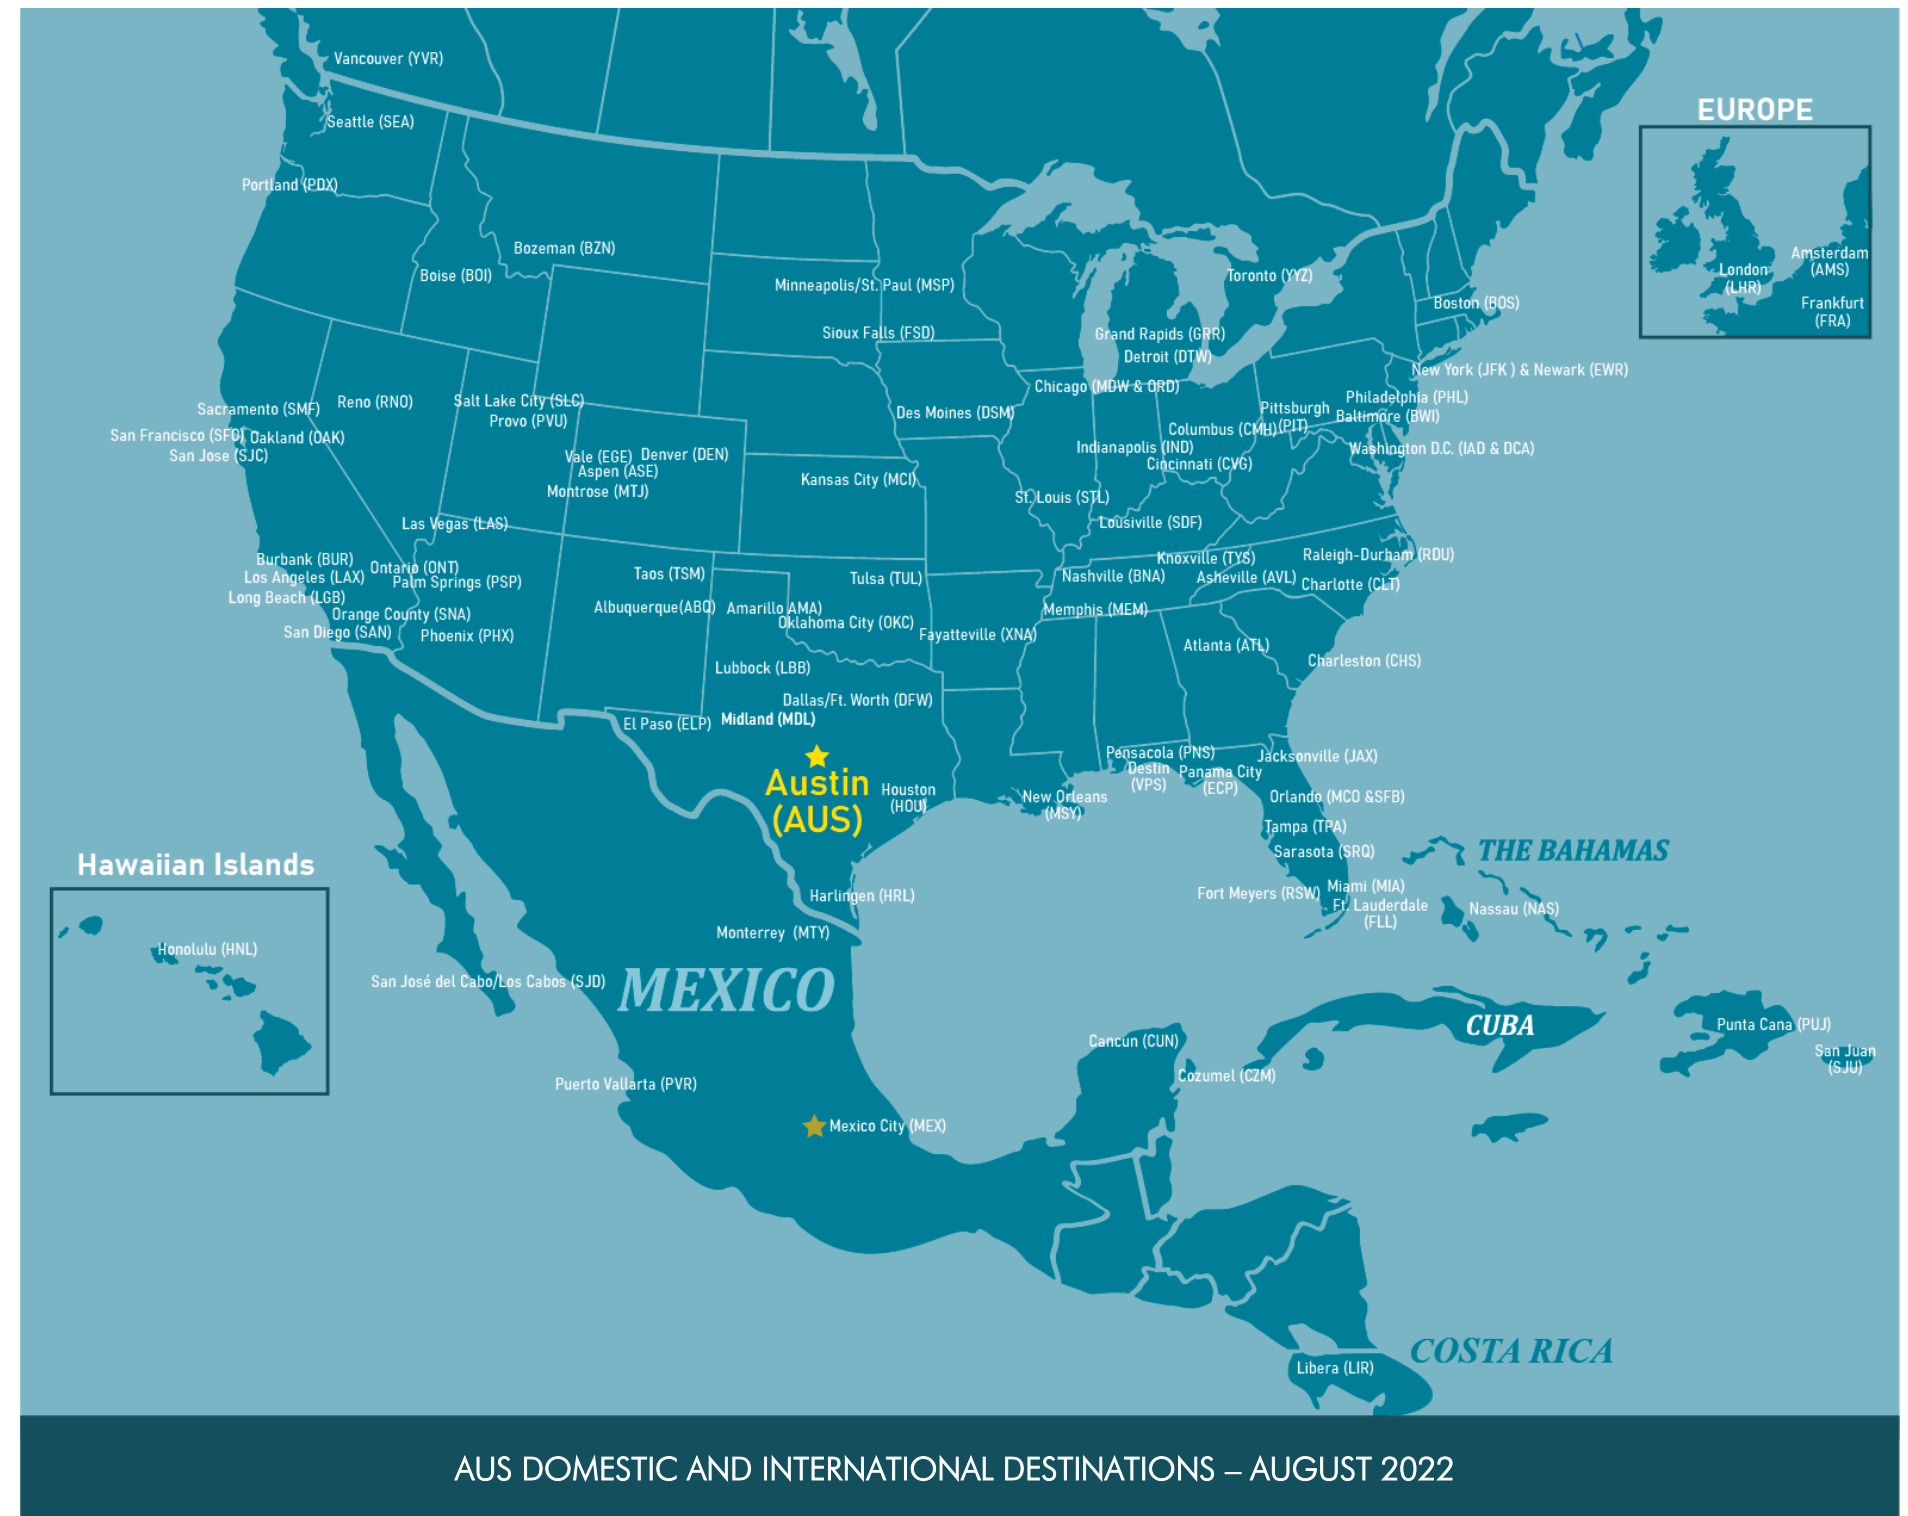 Vancouver (YVR)
Seattle (SEA)
Portland (PDX)
EUROPE
Amsterdam
(AMS)
London
(LHR)
Frankfurt
(FRA)
Bozeman (BZN)
Boise (BOI)
Minneapolis/St. Paul (MSP)
Sioux Falls (FSD)
Toronto (YYZ)
Boston (BOS)
Grand Rapids (GRR)
Detroit (DTW)
New York (JFK ) & Newark (EWR)
Chicago (MDW & ORD)
Philadelphia (PHL)
Pittsburgh
(PIT)
Baltimore (BWI)
Sacramento (SMF)
Reno (RNO)
Salt Lake City (SLC)
Provo (PVU)
Des Moines (DSM)
San Francisco (SFO)
Oakland (OAK)
San Jose (SJC)
Columbus (CMH)
Indianapolis (IND)
Cincinnati (CVG)
Washington D.C. (IAD & DCA)
Vale (EGE)
Denver (DEN)
Aspen (ASE)
Montrose (MTJ)
Kansas City (MCI)
St. Louis (STL)
Lousiville (SDF)
Las Vegas (LAS)
Burbank (BUR)
Ontario (ONT)
Los Angeles (LAX)
Palm Springs (PSP)
Long Beach (LGB)
Orange County (SNA)
San Diego (SAN)
Phoenix (PHX)
Taos (TSM)
Tulsa (TUL)
Albuquerque(ABQ)
Amarillo AMA)
Oklahoma City (OKC)
Fayatteville (XNA)
Knoxville (TYS)
Raleigh-Durham (RDU)
Nashville (BNA)
Asheville (AVL)
Charlotte (CLT)
Memphis (MEM)
Atlanta (ATL)
Charleston (CHS)
Lubbock (LBB)
Dallas/Ft. Worth (DFW)
El Paso (ELP)
Midland (MDL)
Austin
(AUS)
Houston
(HOU)
New Orleans
(MSY)
Pensacola (PNS)
Destin
(VPS)
Panama City
(ECP)
Jacksonville (JAX)
Orlando (MCO &SFB)
Tampa (TPA)
Sarasota (SRQ)
THE BAHAMAS
Fort Meyers (RSW)
Miami (MIA)
Ft. Lauderdale
(FLL)
Nassau (NAS)
Hawaiian Islands
Honolulu (HNL)
Harlingen (HRL)
Monterrey (MTY)
San José del Cabo/Los Cabos (SJD)
MEXICO
CUBA
Punta Cana (PUJ)
San Juan
(SJU)
Cancun (CUN)
Cozumel (CZM)
Puerto Vallarta (PVR)
Mexico City (MEX)
COSTA RICA
Libera (LIR)
AUS DOMESTIC AND INTERNATIONAL DESTINATIONS – AUGUST 2022